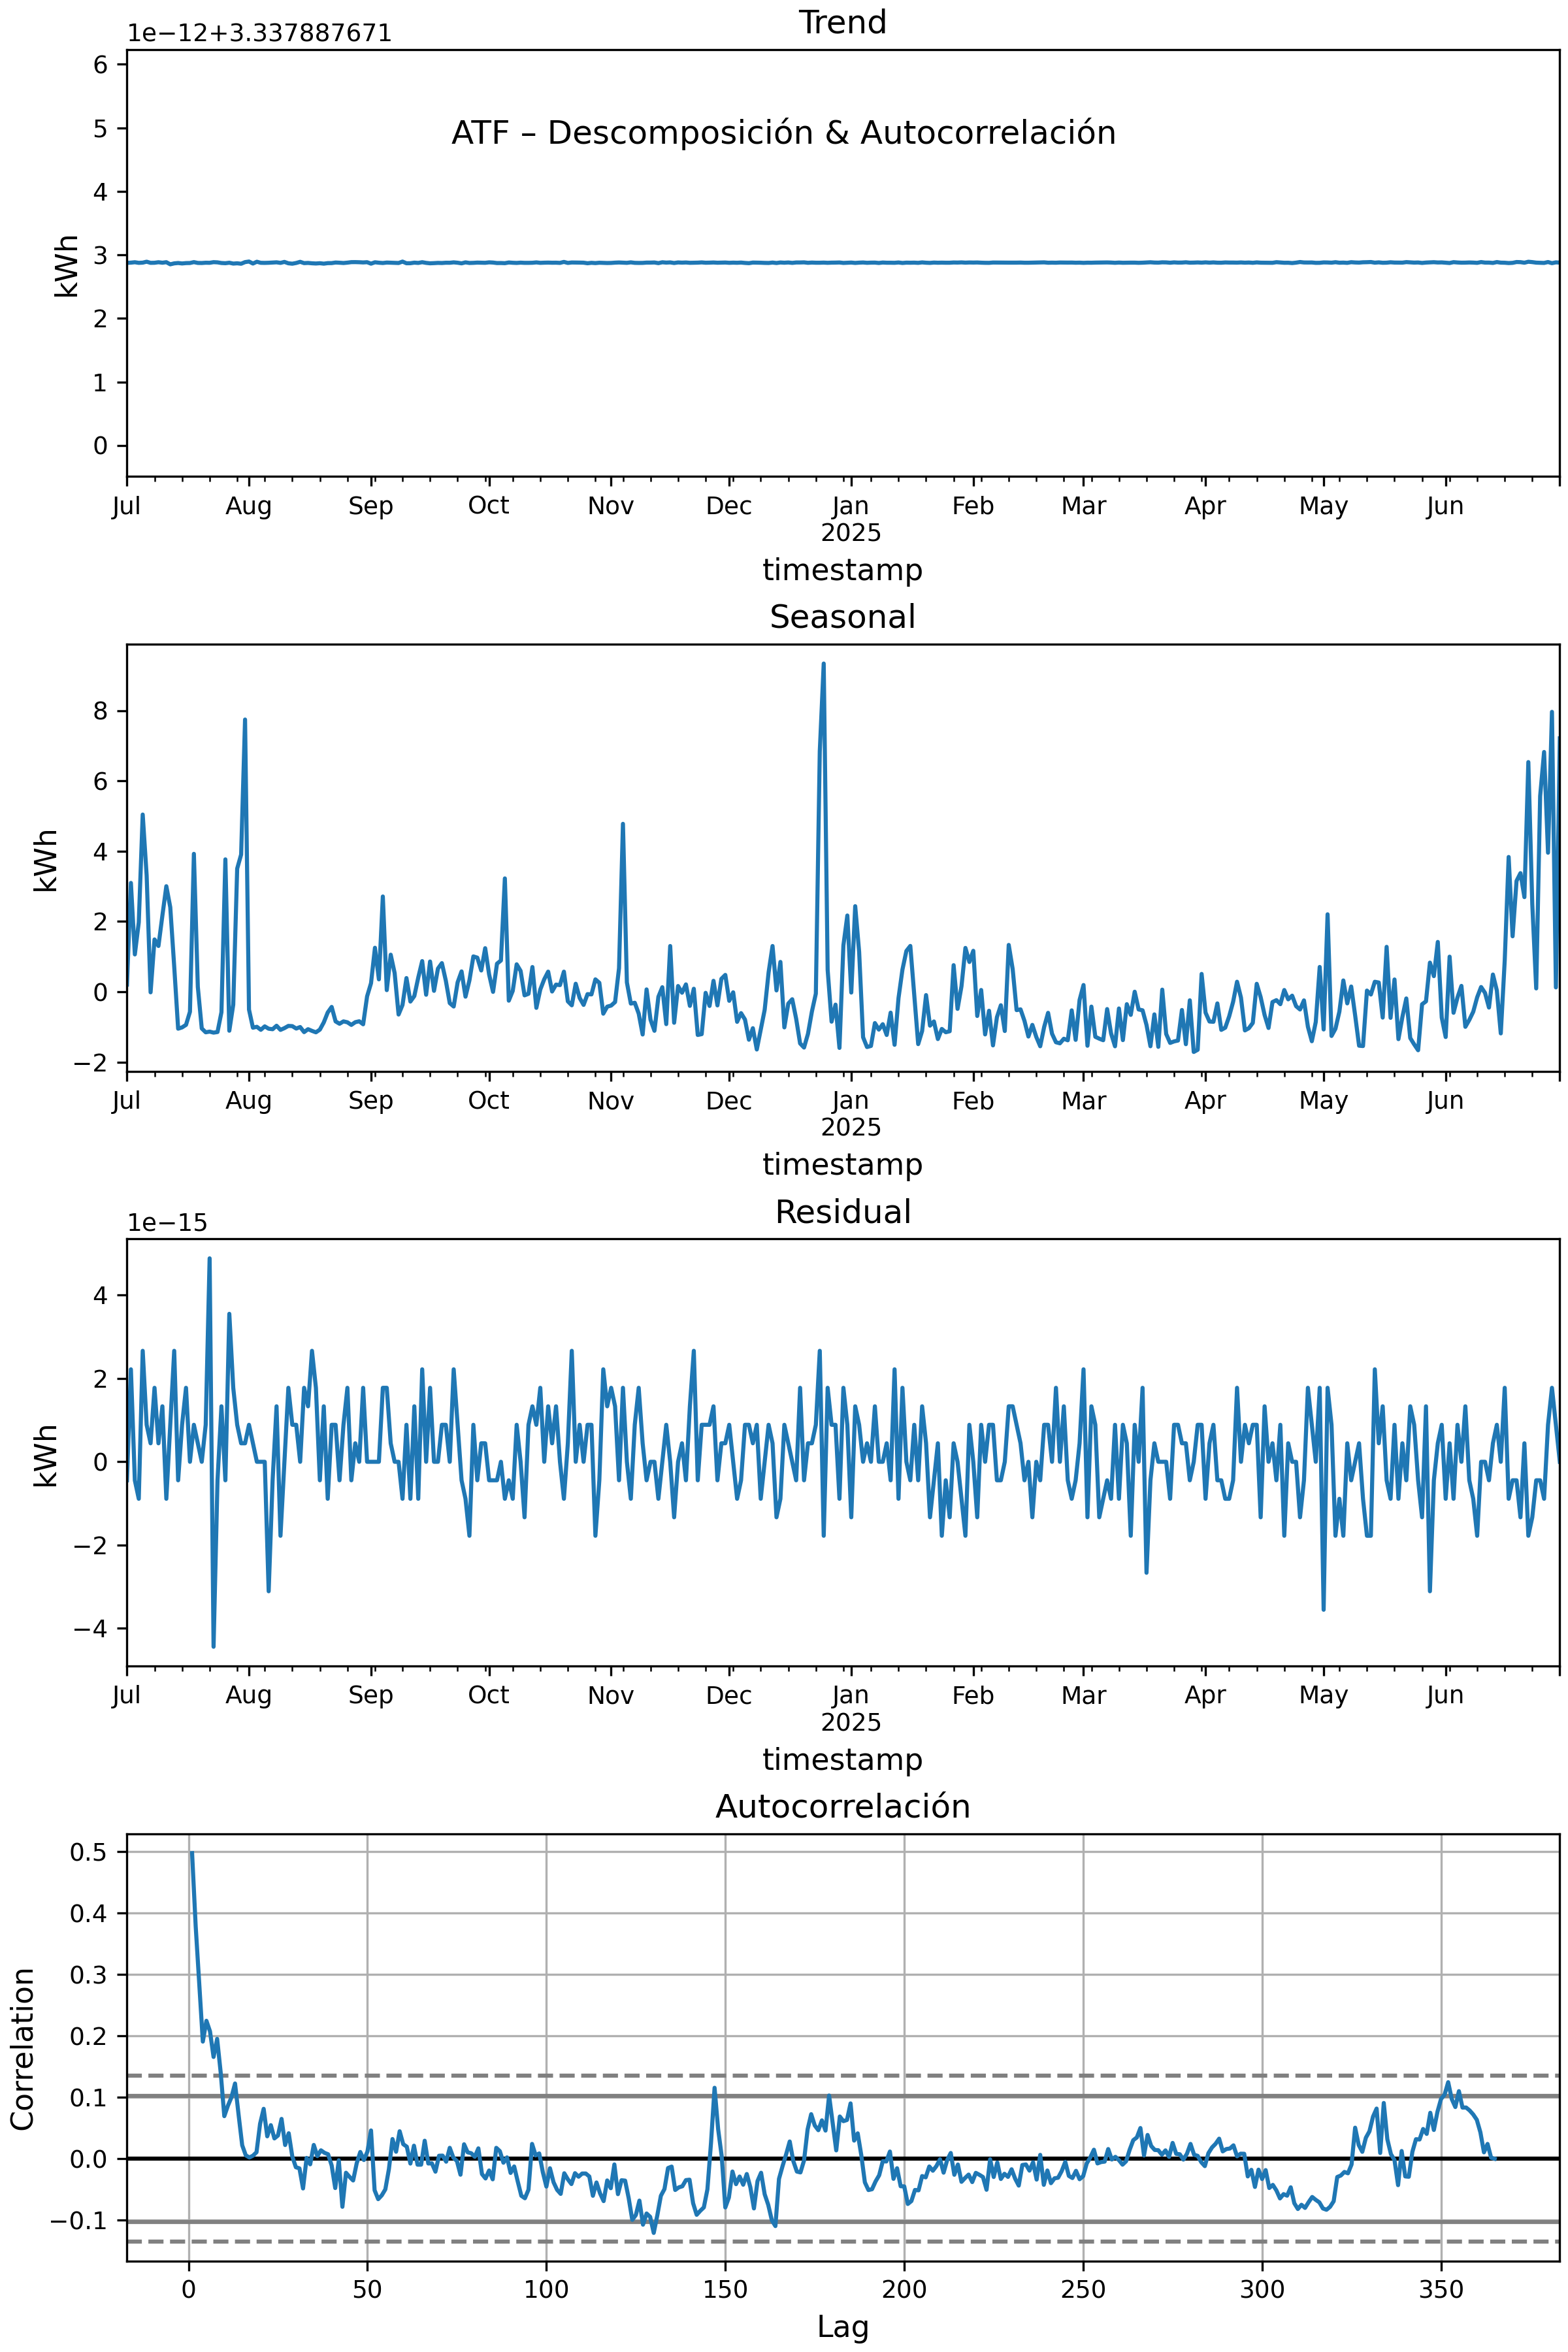 Trend
1e−12+3.337887671
6
5
ATF – Descomposición & Autocorrelación
4
3
kWh
2
1
0
Jul Aug Sep Oct Nov Dec Jan Feb Mar Apr May Jun
2025
timestamp
Seasonal
8
6
4
kWh
2
0
−2
Jul Aug Sep Oct Nov Dec Jan Feb Mar Apr May Jun
2025
timestamp
Residual
1e−15
4
2
kWh
0
−2
−4
Jul Aug Sep Oct Nov Dec Jan Feb Mar Apr May Jun
2025
timestamp
Autocorrelación
0.5
0.4
0.3
Correlation
0.2
0.1
0.0
−0.1
0 50 100 150 200 250 300 350
Lag